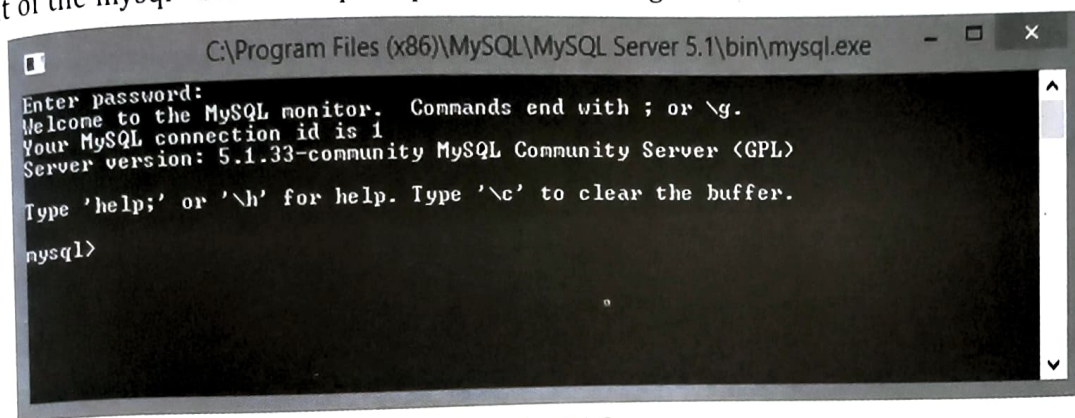 t of the mysql
C:\Program Files (x86)\MySQL\MySQL Server 5.1\bin\mysql.exe
Enter password:
Welcome to the MySQL monitor. Commands end with ; or \g.
Your MySQL connection id is 1
Server version: 5.1.33-community MySQL Community Server (GPL)
Type 'help;' or '\h' for help. Type '\c' to clear the buffer.
mysql>